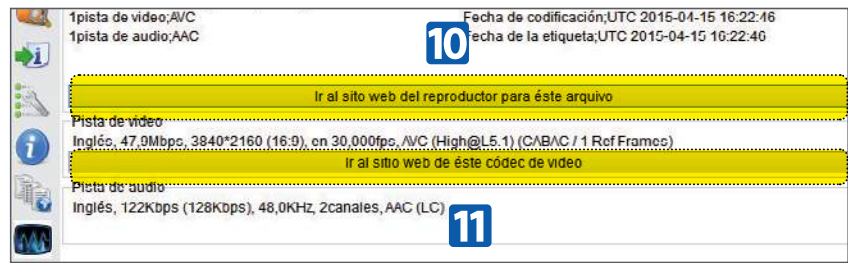 1pista de video;AVC Fecha de codificación;UTC 2015-04-15 16:22:46
1pista de audio;AAC Fecha de la etiqueta;UTC 2015-04-15 16:22:46
10
Ir al sito web del reproductor para éste arquivo
Pista de video
Inglés, 47,9Mbps, 3840*2160 (16:9), en 30,000fps, AVC (High@L5.1) (CABAC / 1 Ref Frames)
Ir al sitio web de éste códec de video
Pista de audio
Inglés, 122Kbps (128Kbps), 48,0KHz, 2canales, AAC (LC)
11